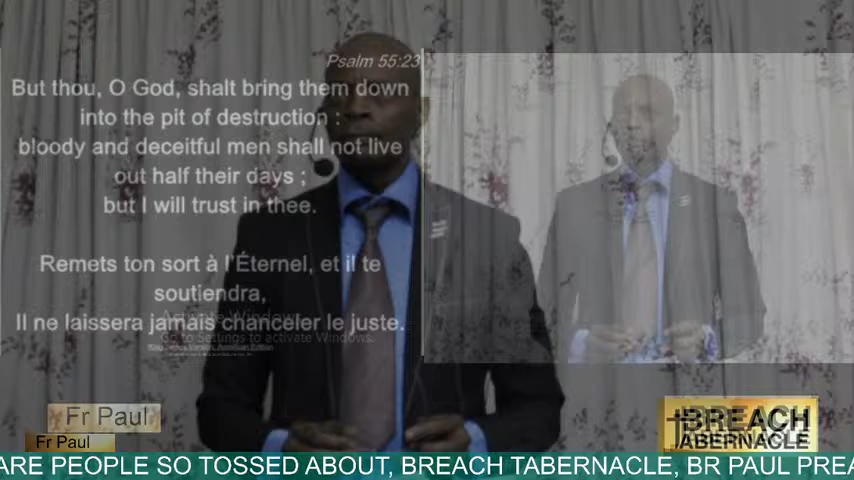 Psalm 55:23
But thou, O God, shalt bring them down
into the pit of destruction :
bloody and deceitful men shall not live
out half their days ;
but I will trust in thee.
Remets ton sort à l'Éternel, et il te
soutiendra,
Il ne laissera jamais chanceler le juste.
Activate Windows
Go to Settings to activate Windows.
Fr Paul
Fr Paul
BREACH
TABERNACLE
ARE PEOPLE SO TOSSED ABOUT, BREACH TABERNACLE, BR PAUL PREA